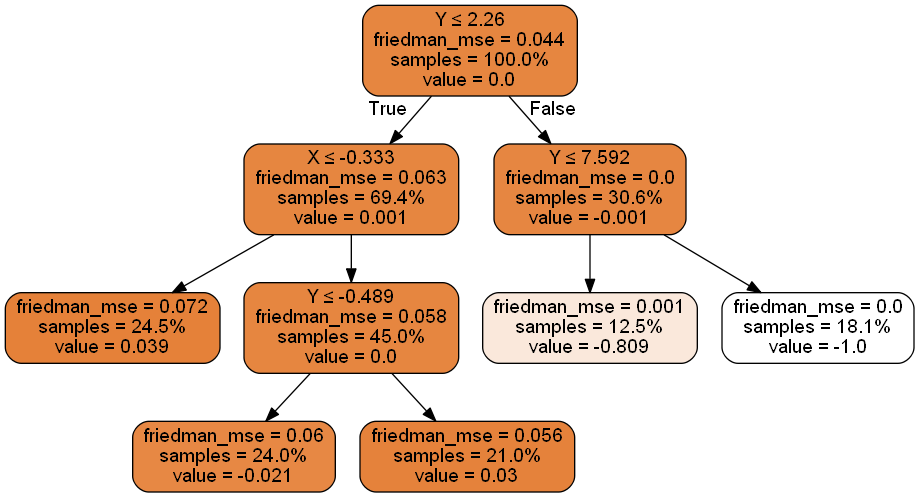 Y ≤ 2.26
friedman_mse = 0.044
samples = 100.0%
value = 0.0
True
False
X ≤ -0.333
friedman_mse = 0.063
samples = 69.4%
value = 0.001
Y ≤ 7.592
friedman_mse = 0.0
samples = 30.6%
value = -0.001
friedman_mse = 0.072
samples = 24.5%
value = 0.039
Y ≤ -0.489
friedman_mse = 0.058
samples = 45.0%
value = 0.0
friedman_mse = 0.001
samples = 12.5%
value = -0.809
friedman_mse = 0.0
samples = 18.1%
value = -1.0
friedman_mse = 0.06
samples = 24.0%
value = -0.021
friedman_mse = 0.056
samples = 21.0%
value = 0.03